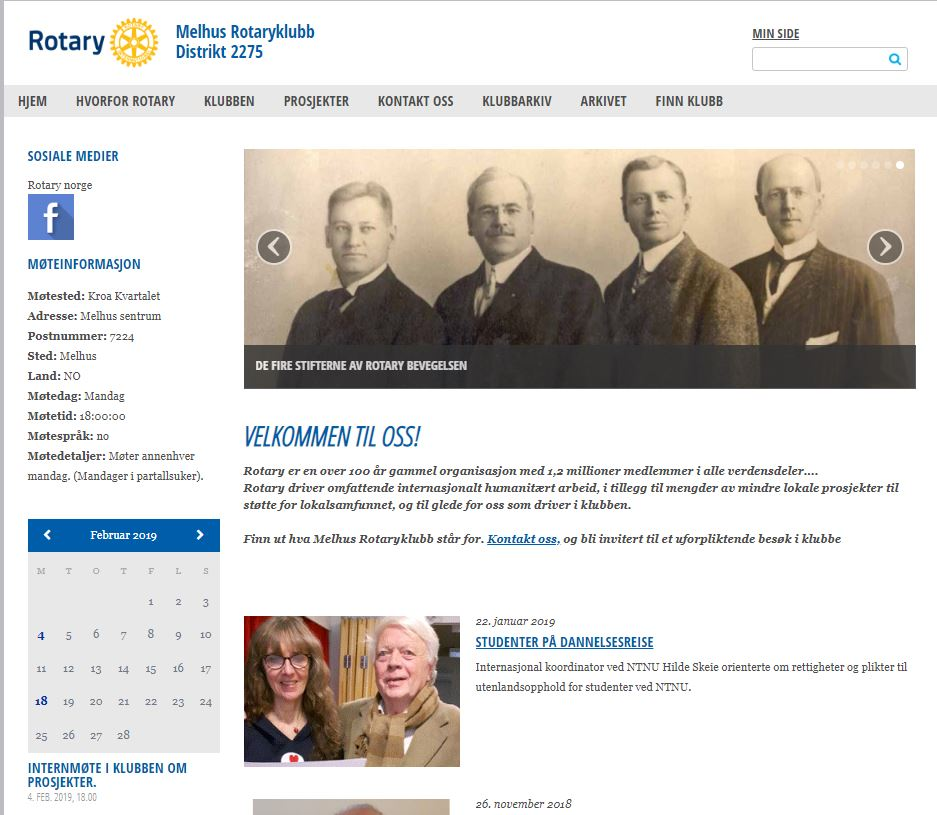 Rotary
Melhus Rotaryklubb
Distrikt 2275
MIN SIDE
HJEM HVORFOR ROTARY KLUBBEN PROSJEKTER KONTAKT OSS KLUBBARKIV ARKIVET FINN KLUBB
SOSIALE MEDIER
Rotary norge
f
MØTEINFORMASJON
Møtested: Kroa Kvartalet
Adresse: Melhus sentrum
Postnummer: 7224
Sted: Melhus
Land: NO
Møtedag: Mandag
Møtetid: 18:00:00
Møtespråk: no
Møtedetaljer: Møter annenhver
mandag. (Mandager i partallsuker).
Februar 2019
M T O T F L S
1 2 3
4 5 6 7 8 9 10
11 12 13 14 15 16 17
18 19 20 21 22 23 24
25 26 27 28
INTERNMØTE I KLUBBEN OM
PROSJEKTER.
4. FEB. 2019, 18.00
DE FIRE STIFTERNE AV ROTARY BEVEGELSEN
VELKOMMEN TIL OSS!
Rotary er en over 100 år gammel organisasjon med 1,2 millioner medlemmer i alle verdensdeler....
Rotary driver omfattende internasjonalt humanitært arbeid, i tillegg til mengder av mindre lokale prosjekter til
støtte for lokalsamfunnet, og til glede for oss som driver i klubben.
Finn ut hva Melhus Rotaryklubb står for. Kontakt oss, og bli invitert til et uforpliktende besøk i klubbe
22. januar 2019
STUDENTER PÅ DANNELSESREISE
Internasjonal koordinator ved NTNU Hilde Skeie orienterte om rettigheter og plikter til
utenlandsopphold for studenter ved NTNU.
26. november 2018